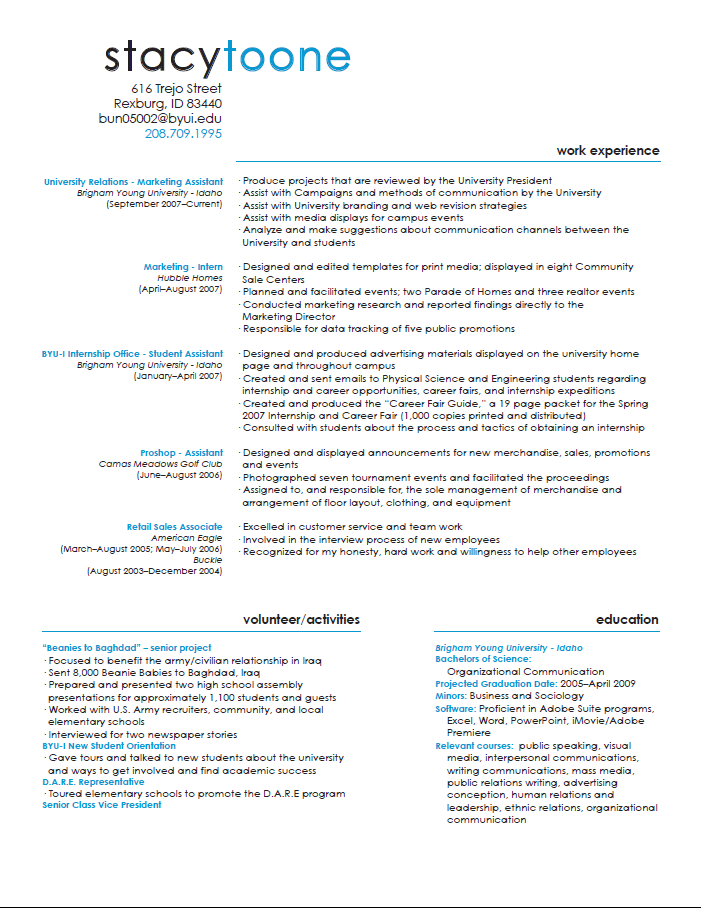 stacytoone
616 Trejo Street
Rexburg, ID 83440
bun05002@byui.edu
208.709.1995
work experience
University Relations - Marketing Assistant
Brigham Young University - Idaho
(September 2007–Current)
· Produce projects that are reviewed by the University President
· Assist with Campaigns and methods of communication by the University
· Assist with University branding and web revision strategies
· Assist with media displays for campus events
· Analyze and make suggestions about communication channels between the
University and students
Marketing - Intern
Hubble Homes
(April–August 2007)
· Designed and edited templates for print media; displayed in eight Community
Sale Centers
· Planned and facilitated events; two Parade of Homes and three realtor events
· Conducted marketing research and reported findings directly to the
Marketing Director
· Responsible for data tracking of five public promotions
BYU-I Internship Office - Student Assistant
Brigham Young University - Idaho
(January–April 2007)
· Designed and produced advertising materials displayed on the university home
page and throughout campus
· Created and sent emails to Physical Science and Engineering students regarding
internship and career opportunities, career fairs, and internship expeditions
· Created and produced the “Career Fair Guide,” a 19 page packet for the Spring
2007 Internship and Career Fair (1,000 copies printed and distributed)
· Consulted with students about the process and tactics of obtaining an internship
Proshop - Assistant
Camas Meadows Golf Club
(June–August 2006)
· Designed and displayed announcements for new merchandise, sales, promotions
and events
· Photographed seven tournament events and facilitated the proceedings
· Assigned to, and responsible for, the sole management of merchandise and
arrangement of floor layout, clothing, and equipment
Retail Sales Associate
American Eagle
(March–August 2005; May–July 2006)
Buckle
(August 2003–December 2004)
· Excelled in customer service and team work
· Involved in the interview process of new employees
· Recognized for my honesty, hard work and willingness to help other employees
volunteer/activities
“Beanies to Baghdad” – senior project
· Focused to benefit the army/civilian relationship in Iraq
· Sent 8,000 Beanie Babies to Baghdad, Iraq
· Prepared and presented two high school assembly
presentations for approximately 1,100 students and guests
· Worked with U.S. Army recruiters, community, and local
elementary schools
· Interviewed for two newspaper stories
BYU-I New Student Orientation
· Gave tours and talked to new students about the university
and ways to get involved and find academic success
D.A.R.E. Representative
· Toured elementary schools to promote the D.A.R.E program
Senior Class Vice President
education
Brigham Young University - Idaho
Bachelors of Science:
Organizational Communication
Projected Graduation Date: 2005–April 2009
Minors: Business and Sociology
Software: Proficient in Adobe Suite programs,
Excel, Word, PowerPoint, iMovie/Adobe
Premiere
Relevant courses: public speaking, visual
media, interpersonal communications,
writing communications, mass media,
public relations writing, advertising
conception, human relations and
leadership, ethnic relations, organizational
communication